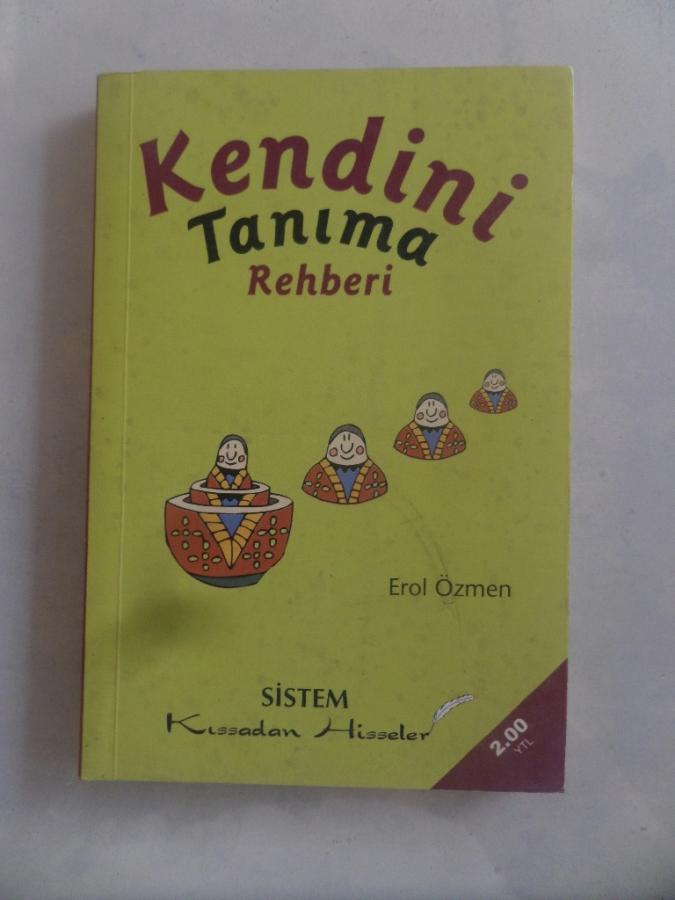 Kendini
Tanıma
Rehberi
Erol Özmen
SİSTEM
Kıssadan Hisseler
2.00
YTL